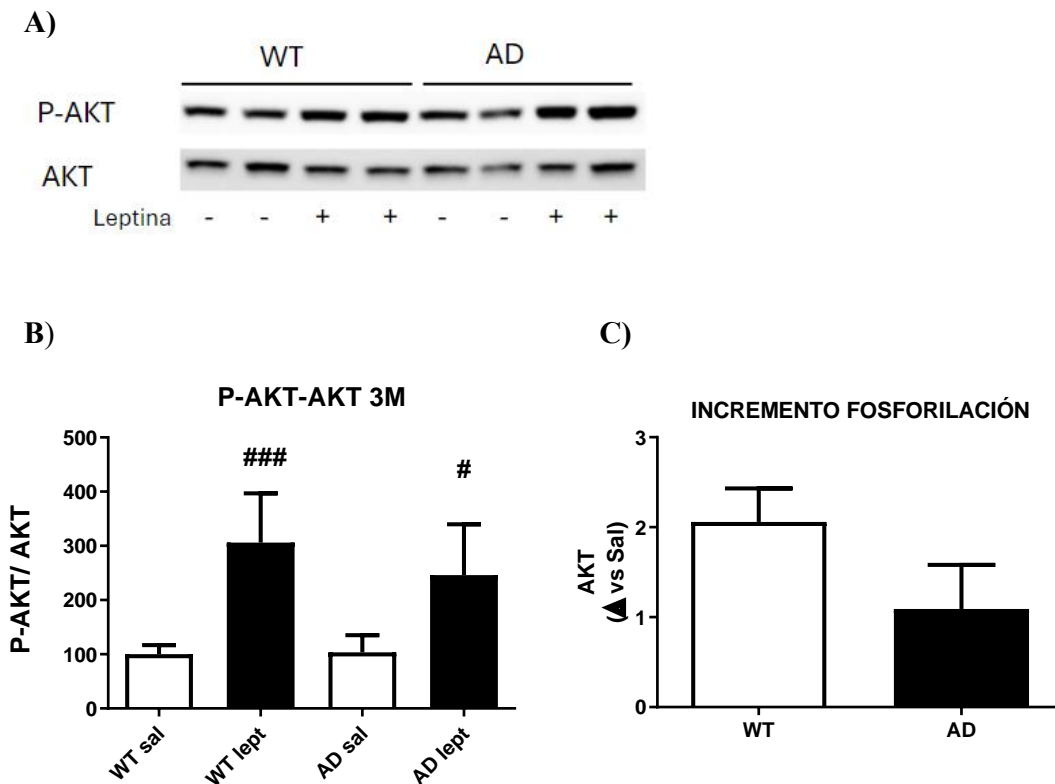 A)
WT AD
P-AKT
AKT
Leptina - - + + - - + +
B)
P-AKT-AKT 3M
P-AKT/ AKT
500
400
300
200
100
0
###
#
WT sal
WT lept
AD sal
AD lept
C)
INCREMENTO FOSFORILACIÓN
AKT
(▲ vs Sal)
3
2
1
0
WT
AD